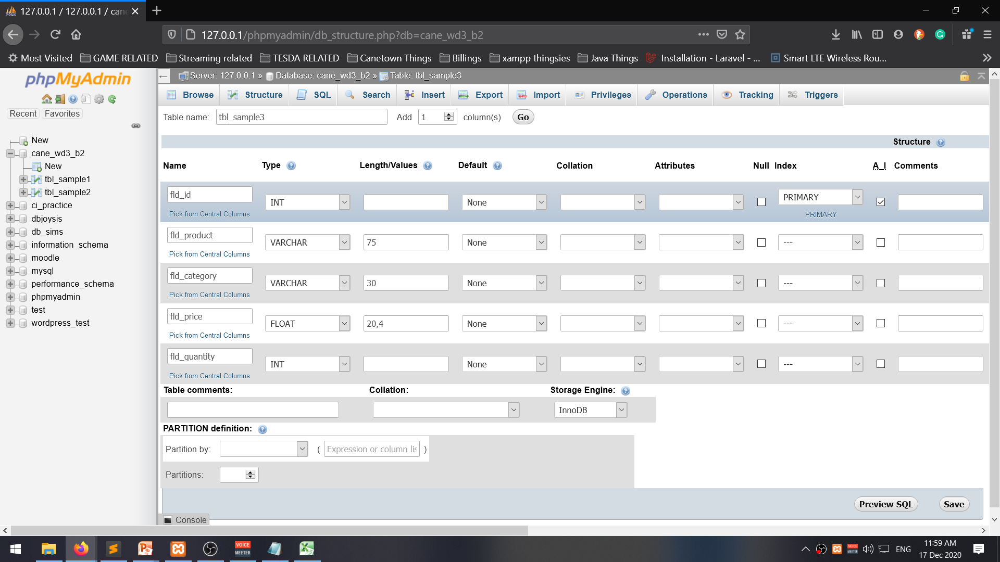 127.0.0.1 / 127.0.0.1 / cane
127.0.0.1/phpmyadmin/db_structure.php?db=cane_wd3_b2
Most Visited GAME RELATED Streaming related TESDA RELATED Canetown Things Billings xampp thingsies Java Things Installation - Laravel - ... Smart LTE Wireless Rou...
phpMyAdmin
Recent Favorites
New
cane_wd3_b2
New
tbl_sample1
tbl_sample2
ci_practice
dbjoysis
db_sims
information_schema
moodle
mysql
performance_schema
phpmyadmin
test
wordpress_test
Server: 127.0.0.1 » Database: cane_wd3_b2 » Table: tbl_sample3
Browse Structure SQL Search Insert Export Import Privileges Operations Tracking Triggers
Table name: tbl_sample3 Add 1 column(s) Go
Structure
Name Type Length/Values Default Collation Attributes Null Index A_I Comments
fld_id INT None PRIMARY
Pick from Central Columns PRIMARY
fld_product VARCHAR 75 None ---
Pick from Central Columns
fld_category VARCHAR 30 None ---
Pick from Central Columns
fld_price FLOAT 20,4 None ---
Pick from Central Columns
fld_quantity INT None ---
Pick from Central Columns
Table comments: Collation: Storage Engine:
InnoDB
PARTITION definition:
Partition by: ( Expression or column lis )
Partitions:
Preview SQL Save
Console
VOICE MEETER
ENG
11:59 AM
17 Dec 2020